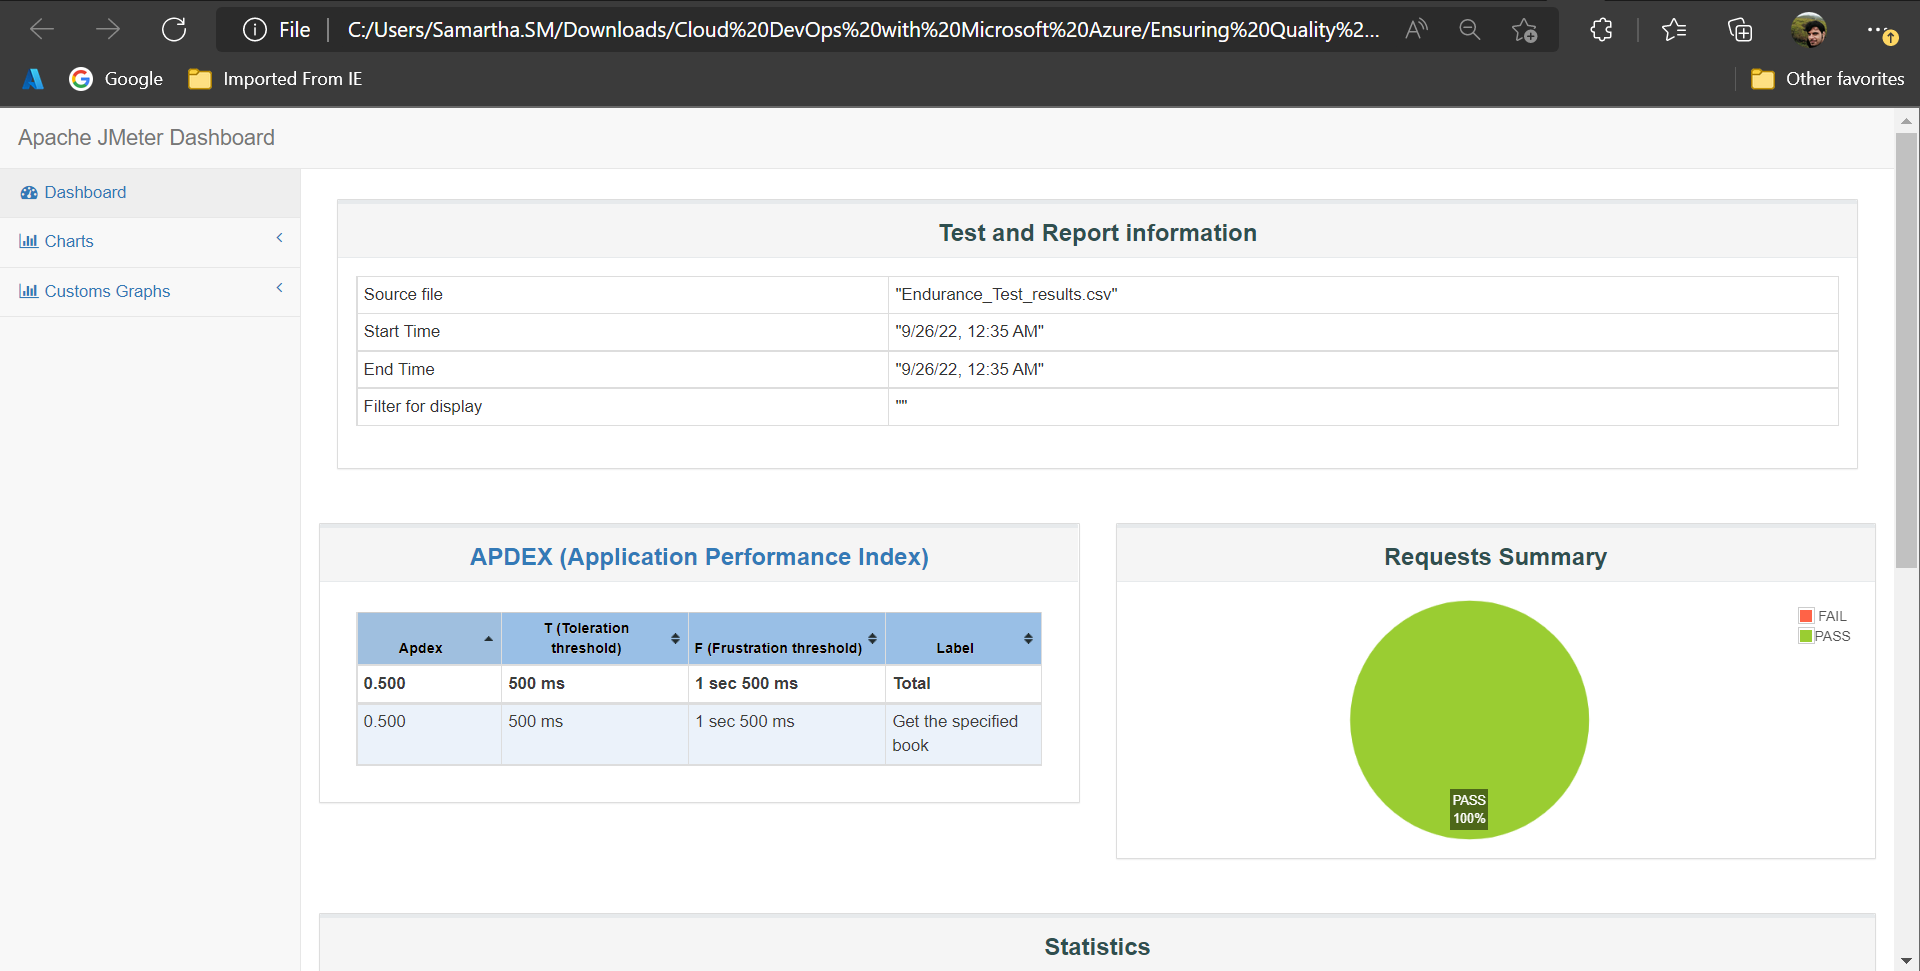 File
C:/Users/Samartha.SM/Downloads/Cloud%20DevOps%20with%20Microsoft%20Azure/Ensuring%20Quality%2...
Google
Imported From IE
Other favorites
Apache JMeter Dashboard
Dashboard
Charts
Customs Graphs
Test and Report information
Source file "Endurance_Test_results.csv"
Start Time "9/26/22, 12:35 AM"
End Time "9/26/22, 12:35 AM"
Filter for display ""
APDEX (Application Performance Index)
Apdex T (Toleration threshold) F (Frustration threshold) Label
0.500 500 ms 1 sec 500 ms Total
0.500 500 ms 1 sec 500 ms Get the specified
book
Requests Summary
FAIL
PASS
PASS
100%
Statistics